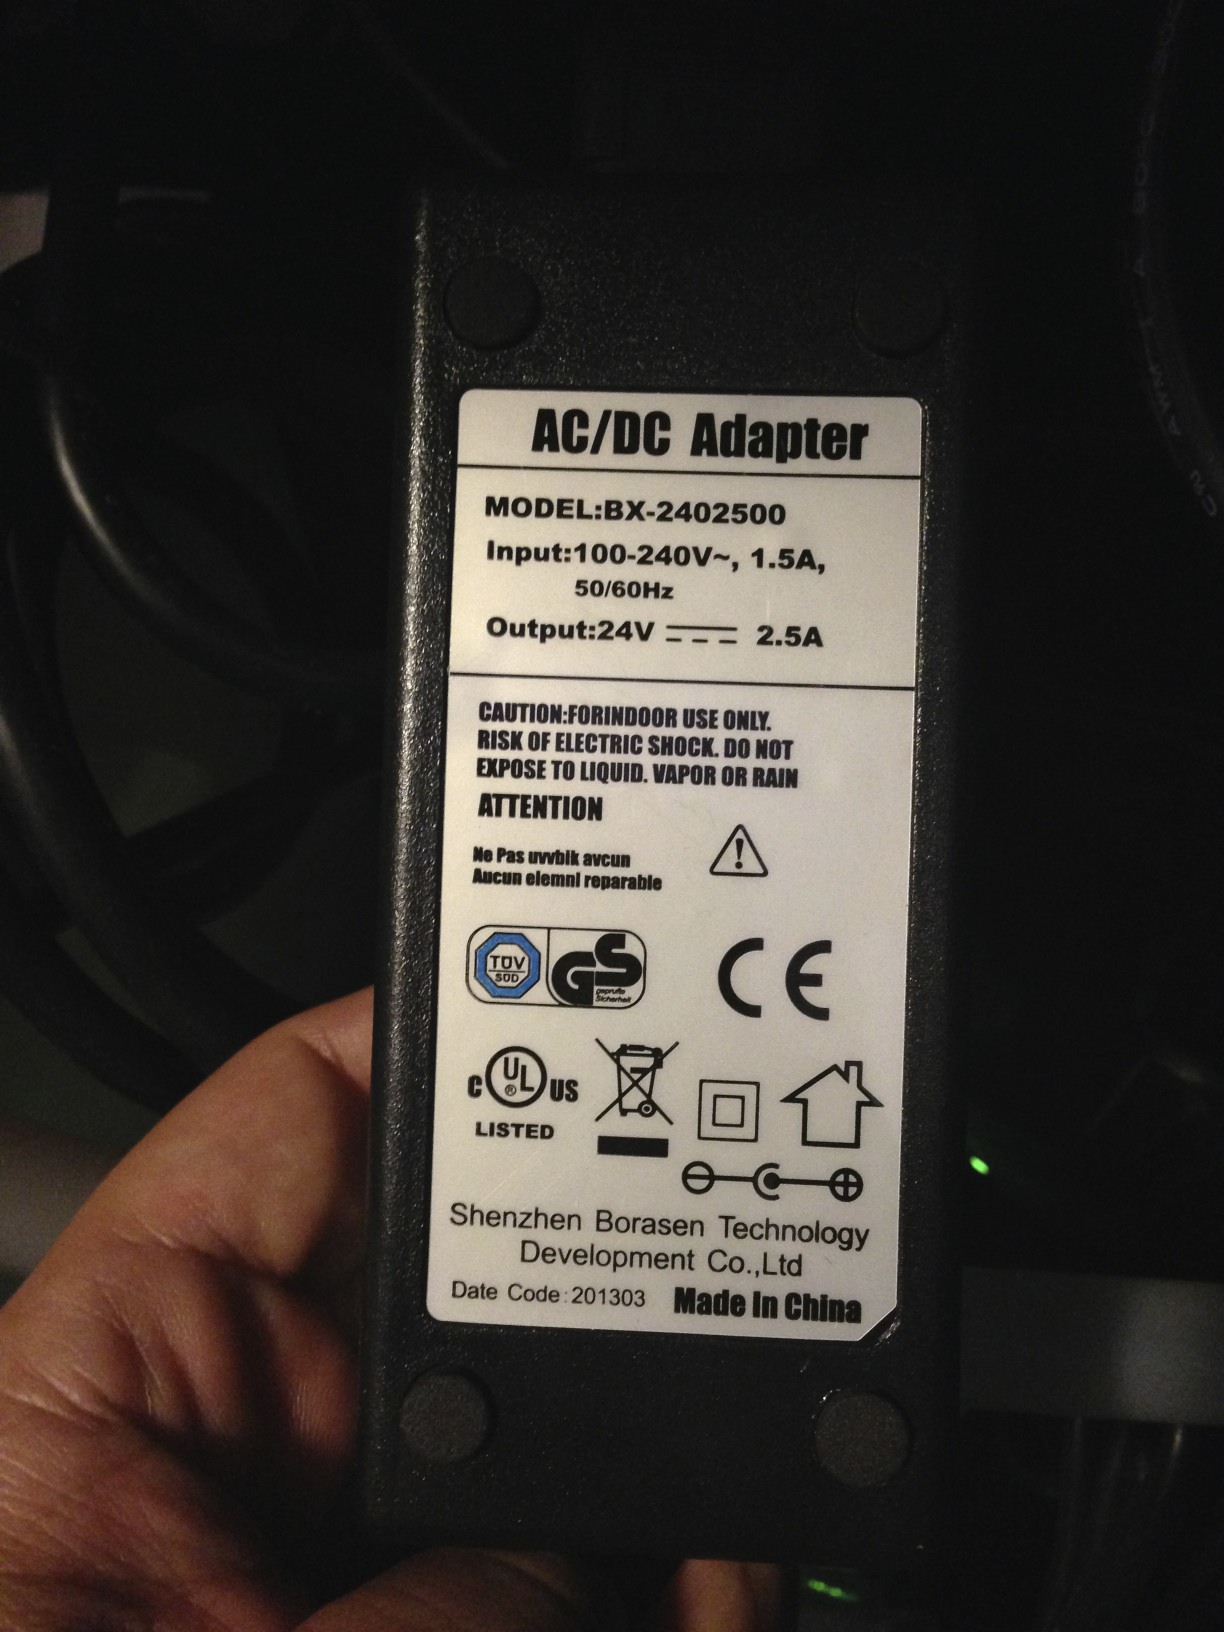 AC/DC Adapter
MODEL:BX-2402500
Input:100-240V~, 1.5A,
50/60Hz
Output:24V ⎓ 2.5A
CAUTION:FORINDOOR USE ONLY.
RISK OF ELECTRIC SHOCK. DO NOT
EXPOSE TO LIQUID. VAPOR OR RAIN
ATTENTION
Ne Pas uvvbik avcun
Aucun elemni reparable
TÜV
SÜD
GS
geprüfte
Sicherheit
CE
C UL ® US
LISTED
Shenzhen Borasen Technology
Development Co.,Ltd
Date Code:201303 Made In China